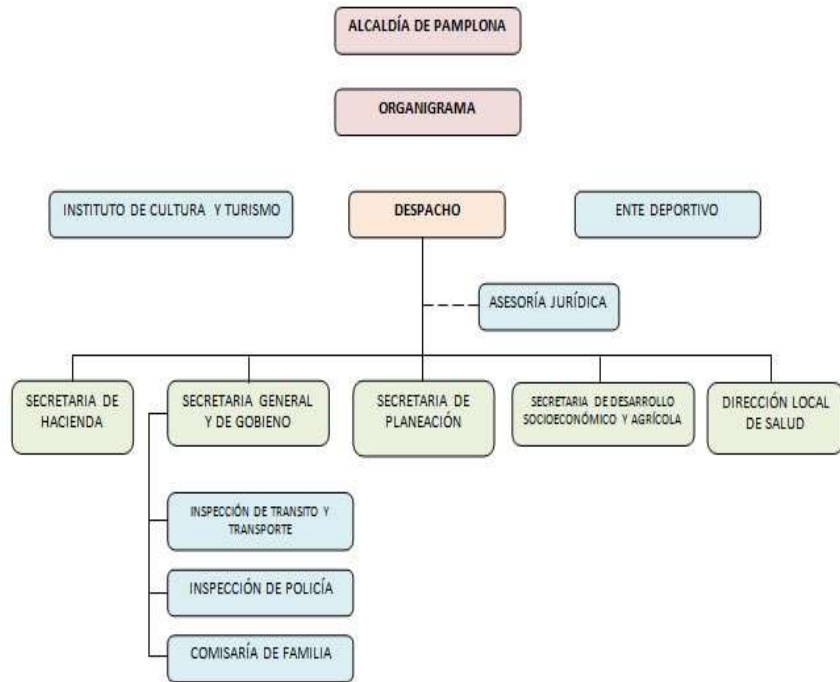 ALCALDÍA DE PAMPLONA
ORGANIGRAMA
INSTITUTO DE CULTURA Y TURISMO
DESPACHO
ENTE DEPORTIVO
ASESORÍA JURÍDICA
SECRETARIA DE
HACIENDA
SECRETARIA GENERAL
Y DE GOBIENO
SECRETARIA DE
PLANEACIÓN
SECRETARIA DE DESARROLLO
SOCIOECONÓMICO Y AGRÍCOLA
DIRECCIÓN LOCAL
DE SALUD
INSPECCIÓN DE TRANSITO Y
TRANSPORTE
INSPECCIÓN DE POLICÍA
COMISARÍA DE FAMILIA